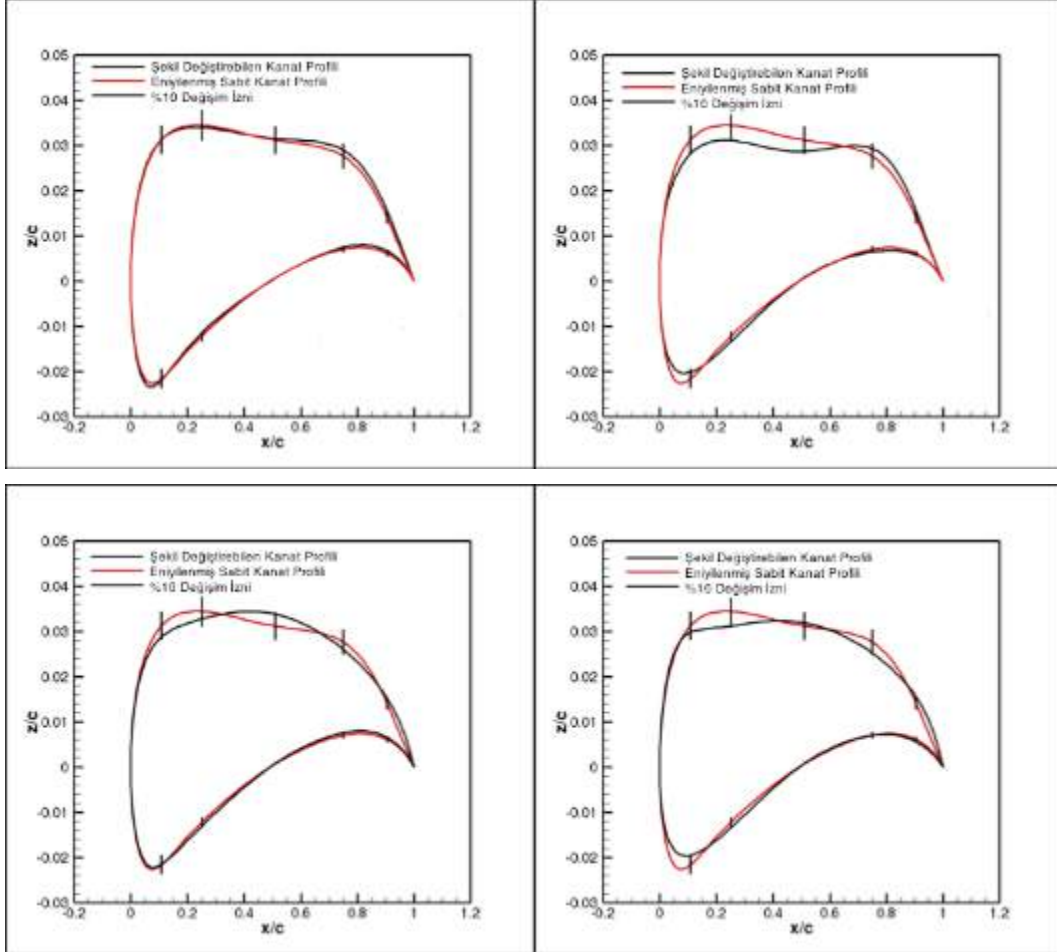 0.05
Şekil Değiştirebilen Kanat Profili
Eniyilenmiş Sabit Kanat Profili
%10 Değişim İzni
0.04
0.03
0.02
z/c
0.01
0
-0.01
-0.02
-0.03
-0.2 0 0.2 0.4 0.6 0.8 1 1.2
x/c
0.05
Şekil Değiştirebilen Kanat Profili
Eniyilenmiş Sabit Kanat Profili
%10 Değişim İzni
0.04
0.03
0.02
z/c
0.01
0
-0.01
-0.02
-0.03
-0.2 0 0.2 0.4 0.6 0.8 1 1.2
x/c
0.05
Şekil Değiştirebilen Kanat Profili
Eniyilenmiş Sabit Kanat Profili
%10 Değişim İzni
0.04
0.03
0.02
z/c
0.01
0
-0.01
-0.02
-0.03
-0.2 0 0.2 0.4 0.6 0.8 1 1.2
x/c
0.05
Şekil Değiştirebilen Kanat Profili
Eniyilenmiş Sabit Kanat Profili
%10 Değişim İzni
0.04
0.03
0.02
z/c
0.01
0
-0.01
-0.02
-0.03
-0.2 0 0.2 0.4 0.6 0.8 1 1.2
x/c